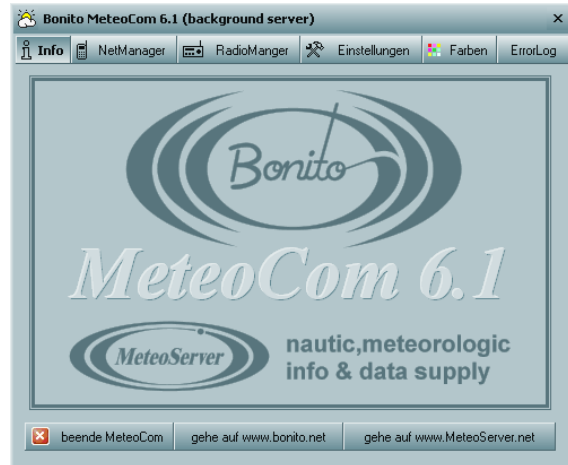 Bonito MeteoCom 6.1 (background server)
Info NetManager RadioManger Einstellungen Farben ErrorLog
Bonito
MeteoCom 6.1
MeteoServer
nautic,meteorologic
info & data supply
beende MeteoCom gehe auf www.bonito.net gehe auf www.MeteoServer.net